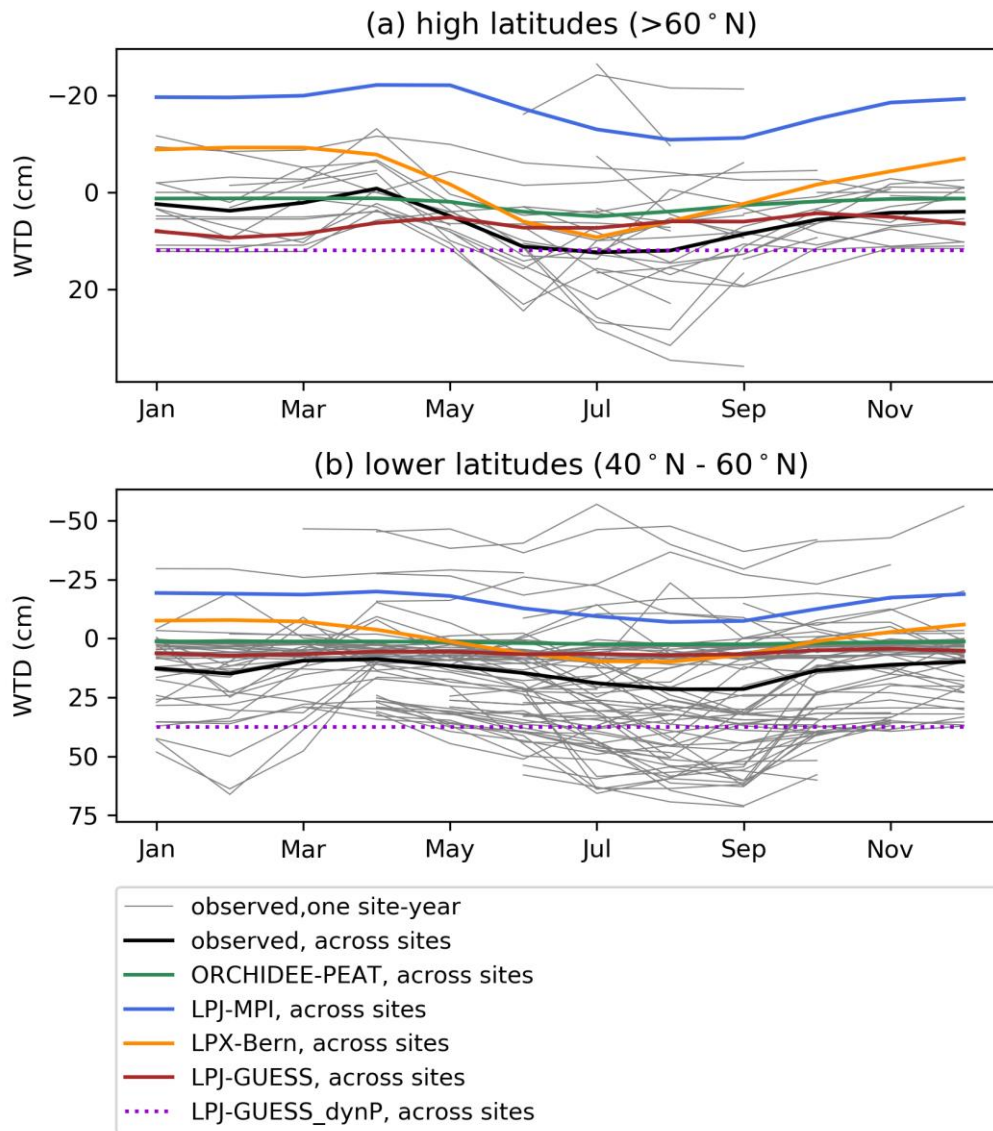 (a) high latitudes (>60°N)
−20
0
20
WTD (cm)
Jan Mar May Jul Sep Nov
(b) lower latitudes (40°N - 60°N)
−50
−25
0
25
50
75
WTD (cm)
Jan Mar May Jul Sep Nov
observed,one site-year
observed, across sites
ORCHIDEE-PEAT, across sites
LPJ-MPI, across sites
LPX-Bern, across sites
LPJ-GUESS, across sites
LPJ-GUESS_dynP, across sites